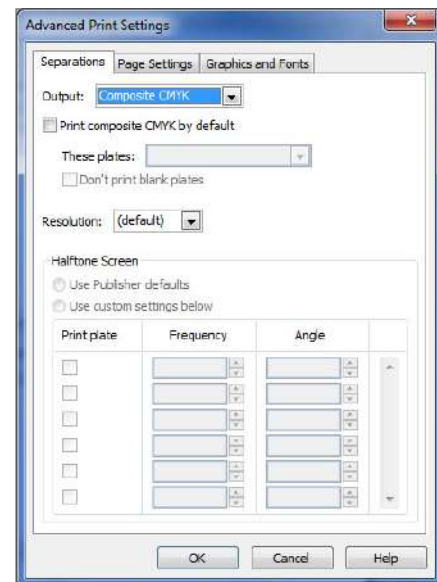 Advanced Print Settings
Separations Page Settings Graphics and Fonts
Output: Composite CMYK
Print composite CMYK by default
These plates:
Don't print blank plates
Resolution: (default)
Halftone Screen
Use Publisher defaults
Use custom settings below
Print plate Frequency Angle
OK Cancel Help